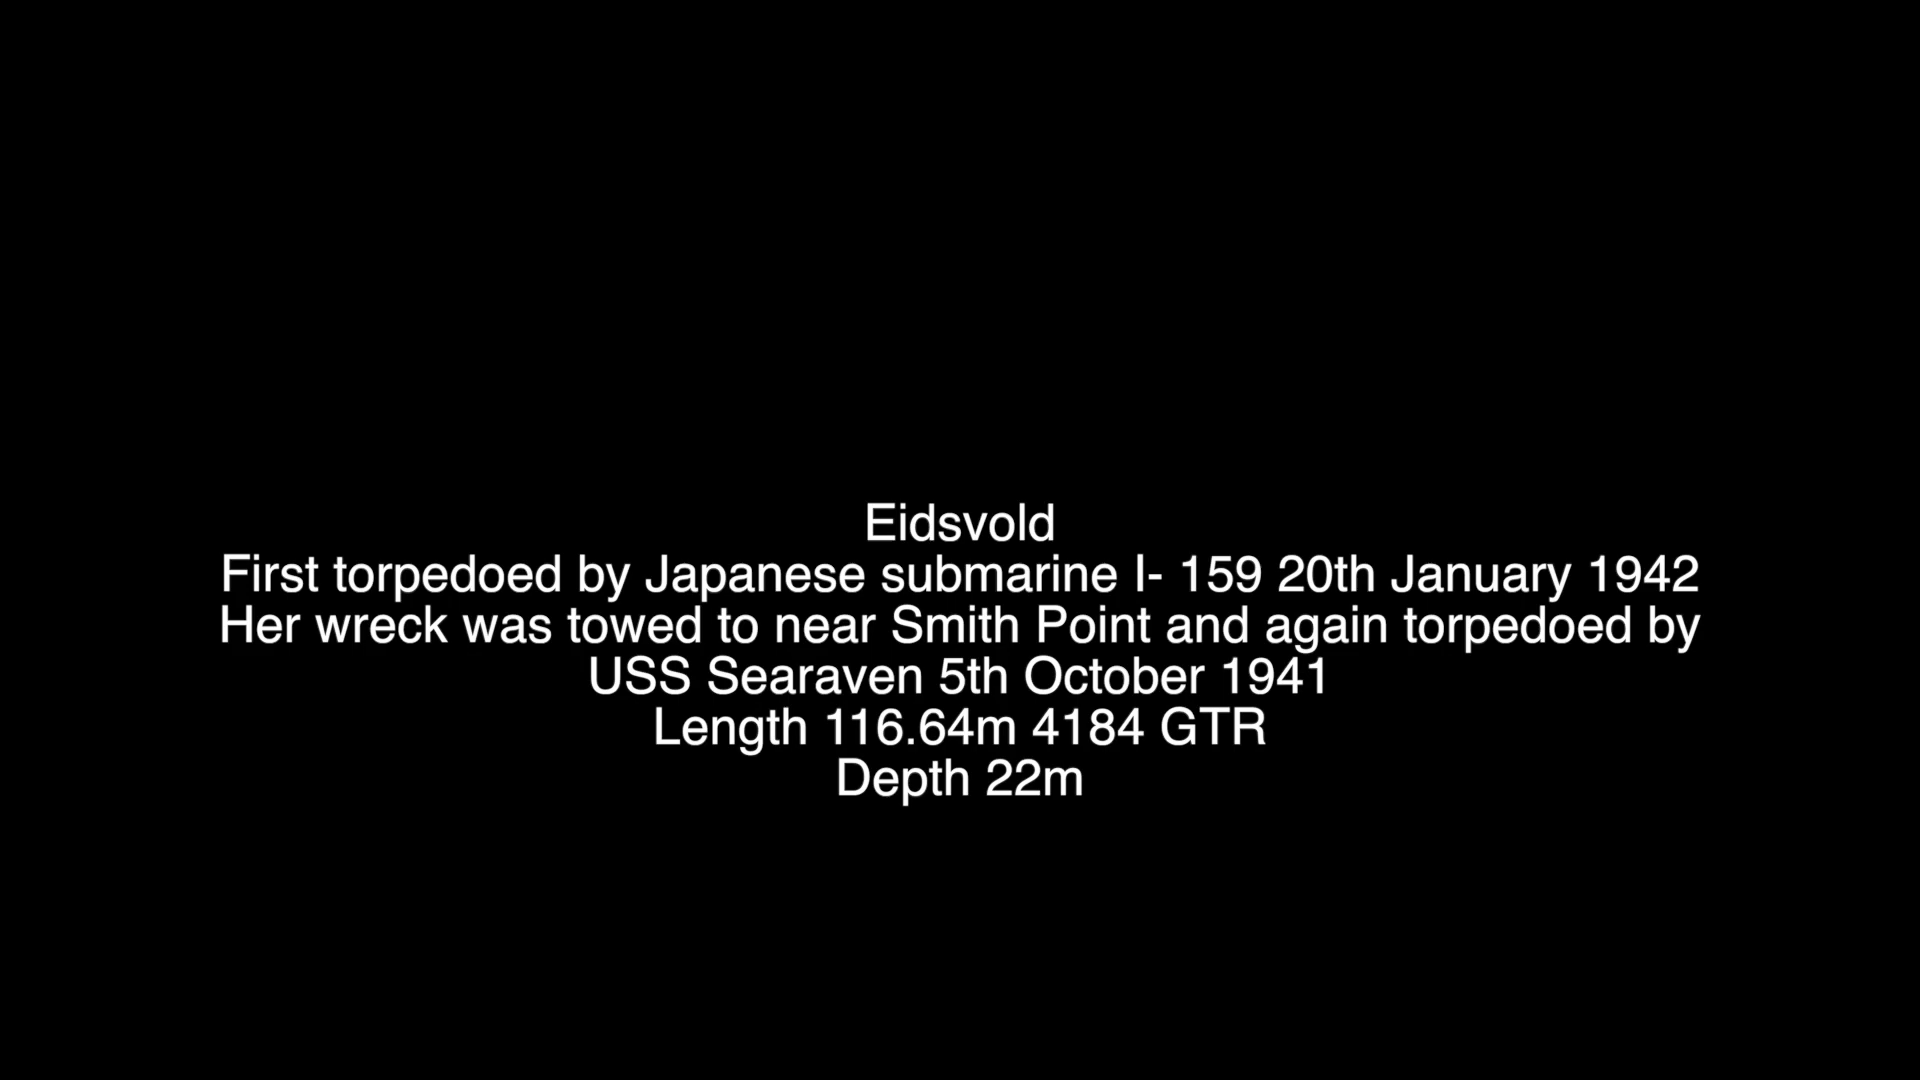 Eidsvold
First torpedoed by Japanese submarine I- 159 20th January 1942
Her wreck was towed to near Smith Point and again torpedoed by
USS Searaven 5th October 1941
Length 116.64m 4184 GTR
Depth 22m